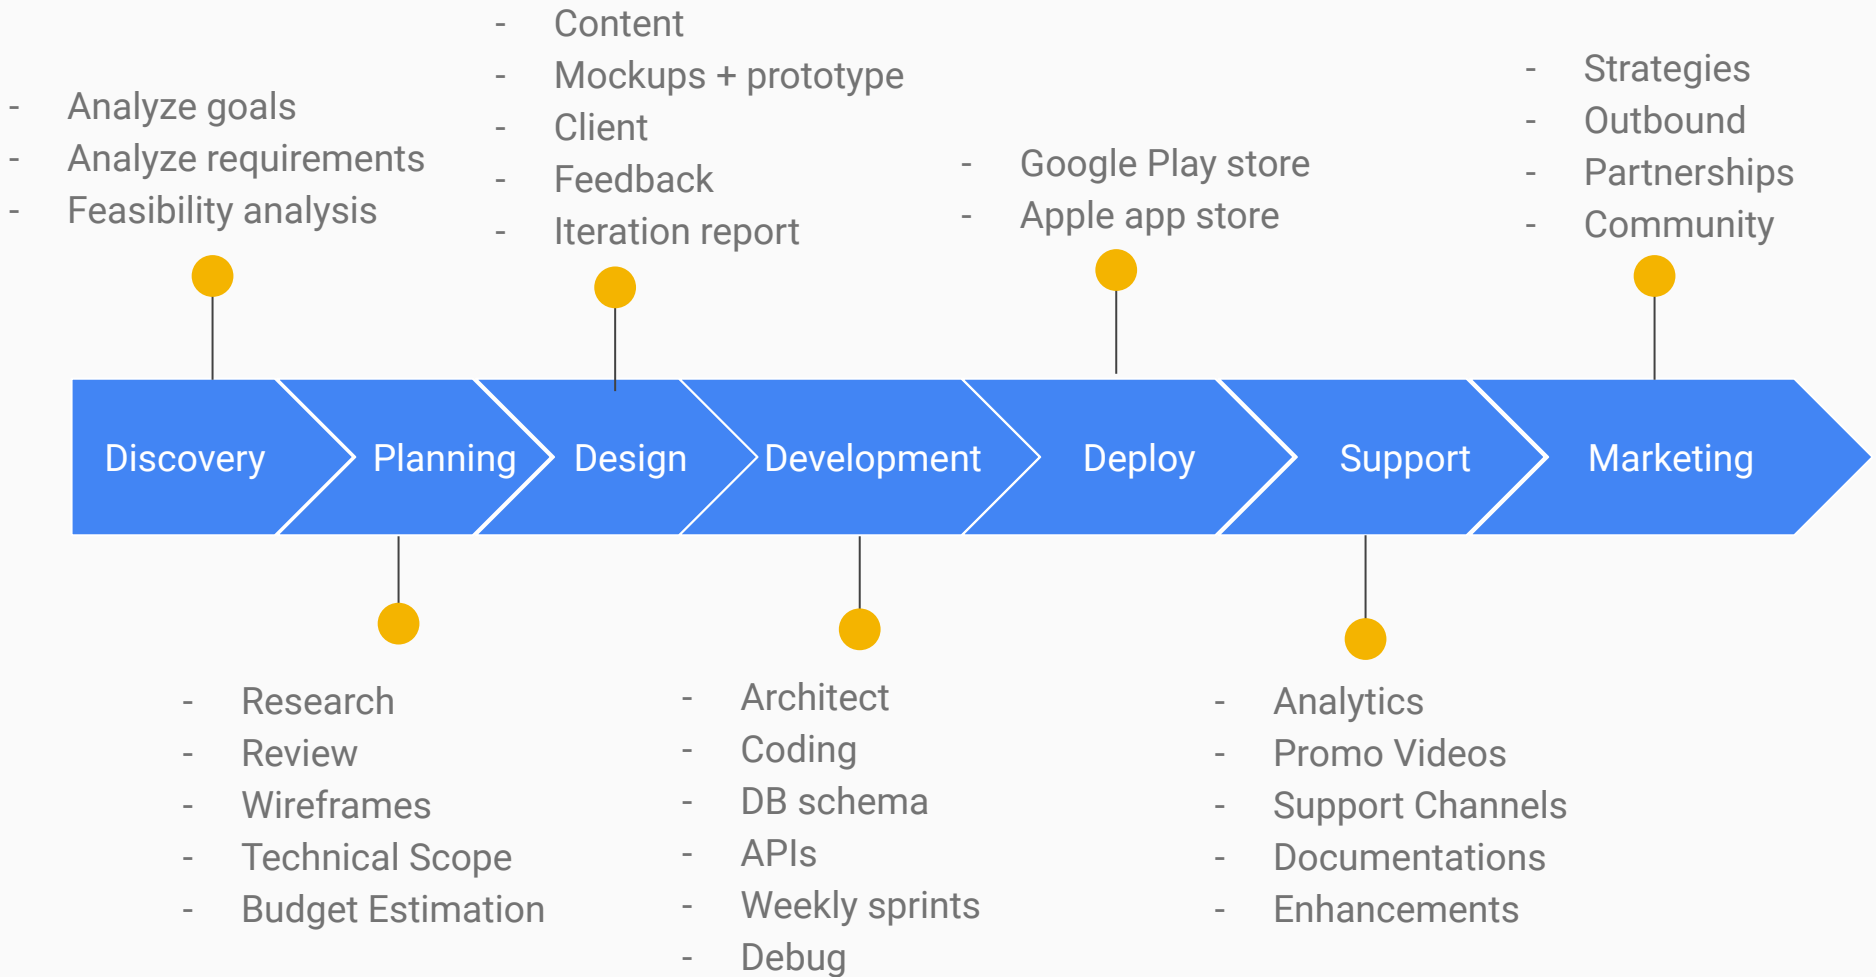 - Analyze goals
- Analyze requirements
- Feasibility analysis
- Content
- Mockups + prototype
- Client
- Feedback
- Iteration report
- Google Play store
- Apple app store
- Strategies
- Outbound
- Partnerships
- Community
Discovery
Planning
Design
Development
Deploy
Support
Marketing
- Research
- Review
- Wireframes
- Technical Scope
- Budget Estimation
- Architect
- Coding
- DB schema
- APIs
- Weekly sprints
- Debug
- Analytics
- Promo Videos
- Support Channels
- Documentations
- Enhancements